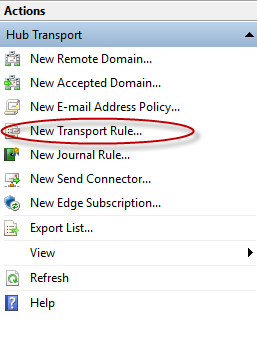 Actions
Hub Transport
New Remote Domain...
New Accepted Domain...
New E-mail Address Policy...
New Transport Rule...
New Journal Rule...
New Send Connector...
New Edge Subscription...
Export List...
View
Refresh
Help